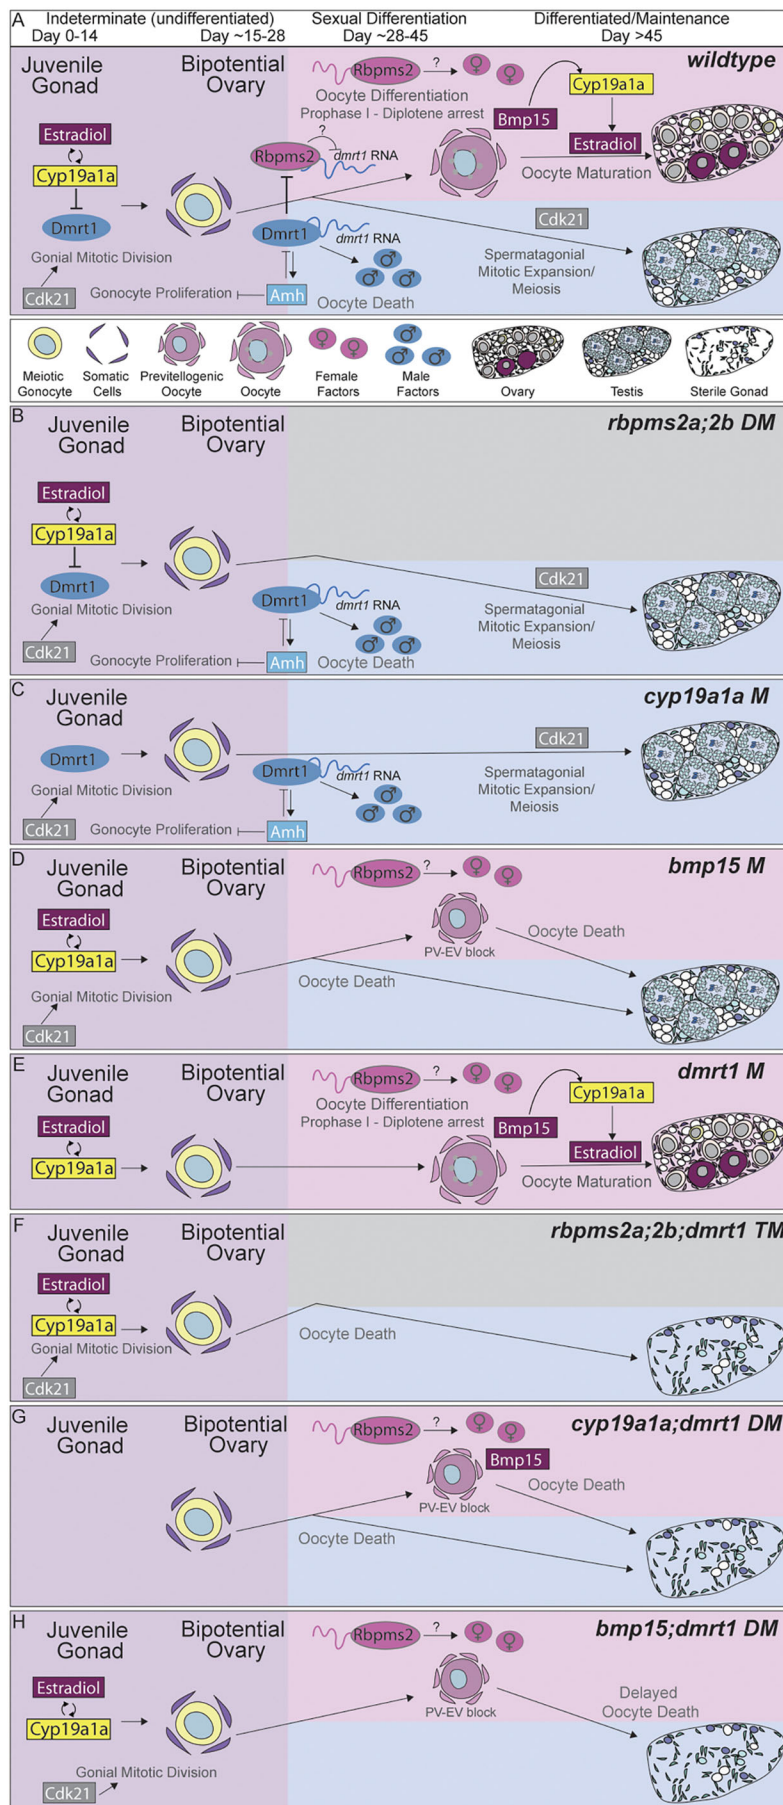 Indeterminate (undifferentiated)
Sexual Differentiation
Differentiated/Maintenance
Day 0-14
Day ~15-28
Day ~28-45
Day >45
A
Juvenile
Gonad
Bipotential
Ovary
wildtype
Rbpms2
?
♀
♀
Oocyte Differentiation
Prophase I - Diplotene arrest
Bmp15
Cyp19a1a
Estradiol
Oocyte Maturation
Estradiol
Cyp19a1a
Dmrt1
Gonial Mitotic Division
Cdk21
?
Rbpms2
dmrt1 RNA
Dmrt1
dmrt1 RNA
♂
♂
♂
Gonocyte Proliferation
Amh
Oocyte Death
Cdk21
Spermatagonial
Mitotic Expansion/
Meiosis
Meiotic
Gonocyte
Somatic
Cells
Previtellogenic
Oocyte
Oocyte
Female
Factors
Male
Factors
Ovary
Testis
Sterile Gonad
B
Juvenile
Gonad
Bipotential
Ovary
rbpms2a;2b DM
Estradiol
Cyp19a1a
Dmrt1
Gonial Mitotic Division
Cdk21
Dmrt1
dmrt1 RNA
♂
♂
♂
Gonocyte Proliferation
Amh
Oocyte Death
Cdk21
Spermatagonial
Mitotic Expansion/
Meiosis
C
Juvenile
Gonad
Bipotential
Ovary
cyp19a1a M
Dmrt1
Gonial Mitotic Division
Cdk21
Dmrt1
dmrt1 RNA
♂
♂
♂
Gonocyte Proliferation
Amh
Cdk21
Spermatagonial
Mitotic Expansion/
Meiosis
D
Juvenile
Gonad
Bipotential
Ovary
bmp15 M
Rbpms2
?
♀
♀
Estradiol
Cyp19a1a
Gonial Mitotic Division
Cdk21
PV-EV block
Oocyte Death
Oocyte Death
E
Juvenile
Gonad
Bipotential
Ovary
dmrt1 M
Rbpms2
?
♀
♀
Oocyte Differentiation
Prophase I - Diplotene arrest
Bmp15
Cyp19a1a
Estradiol
Oocyte Maturation
Estradiol
Cyp19a1a
F
Juvenile
Gonad
Bipotential
Ovary
rbpms2a;2b;dmrt1 TM
Estradiol
Cyp19a1a
Gonial Mitotic Division
Cdk21
Oocyte Death
G
Juvenile
Gonad
Bipotential
Ovary
cyp19a1a;dmrt1 DM
Rbpms2
?
♀
♀
Bmp15
PV-EV block
Oocyte Death
Oocyte Death
H
Juvenile
Gonad
Bipotential
Ovary
bmp15;dmrt1 DM
Rbpms2
?
♀
♀
Estradiol
Cyp19a1a
Gonial Mitotic Division
Cdk21
PV-EV block
Delayed
Oocyte Death